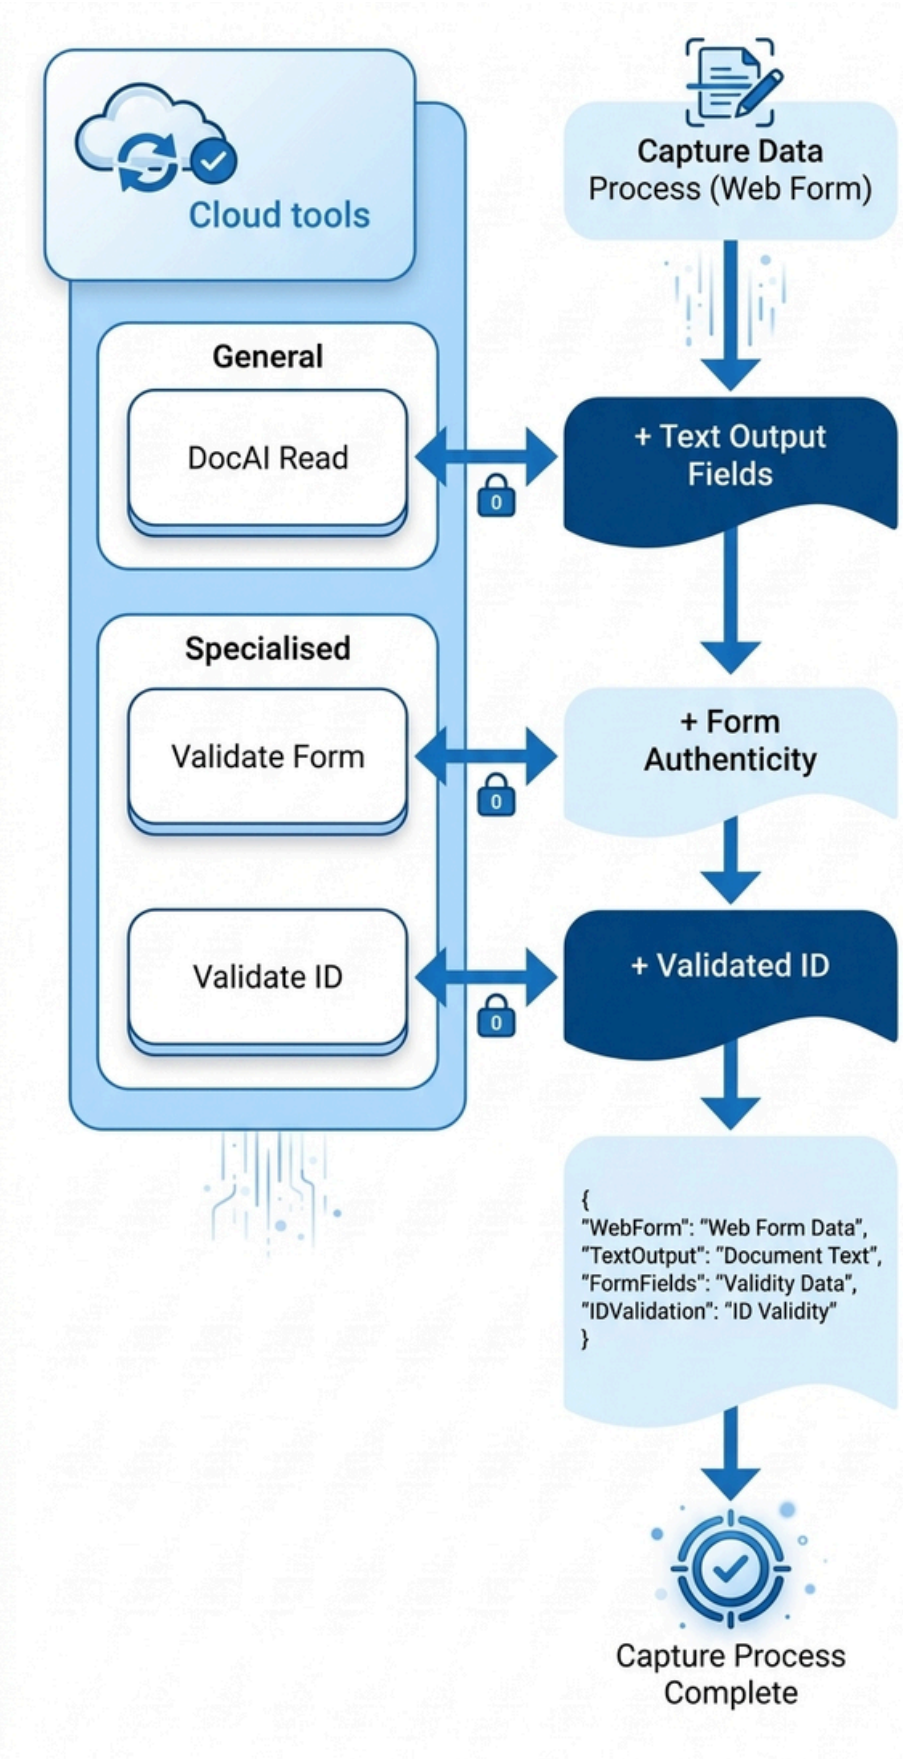 Cloud tools
General
DocAI Read
0
Specialised
Validate Form
0
Validate ID
0
Capture Data
Process (Web Form)
+ Text Output
Fields
+ Form
Authenticity
+ Validated ID
{
"WebForm": "Web Form Data",
"TextOutput": "Document Text",
"FormFields": "Validity Data",
"IDValidation": "ID Validity"
}
Capture Process
Complete